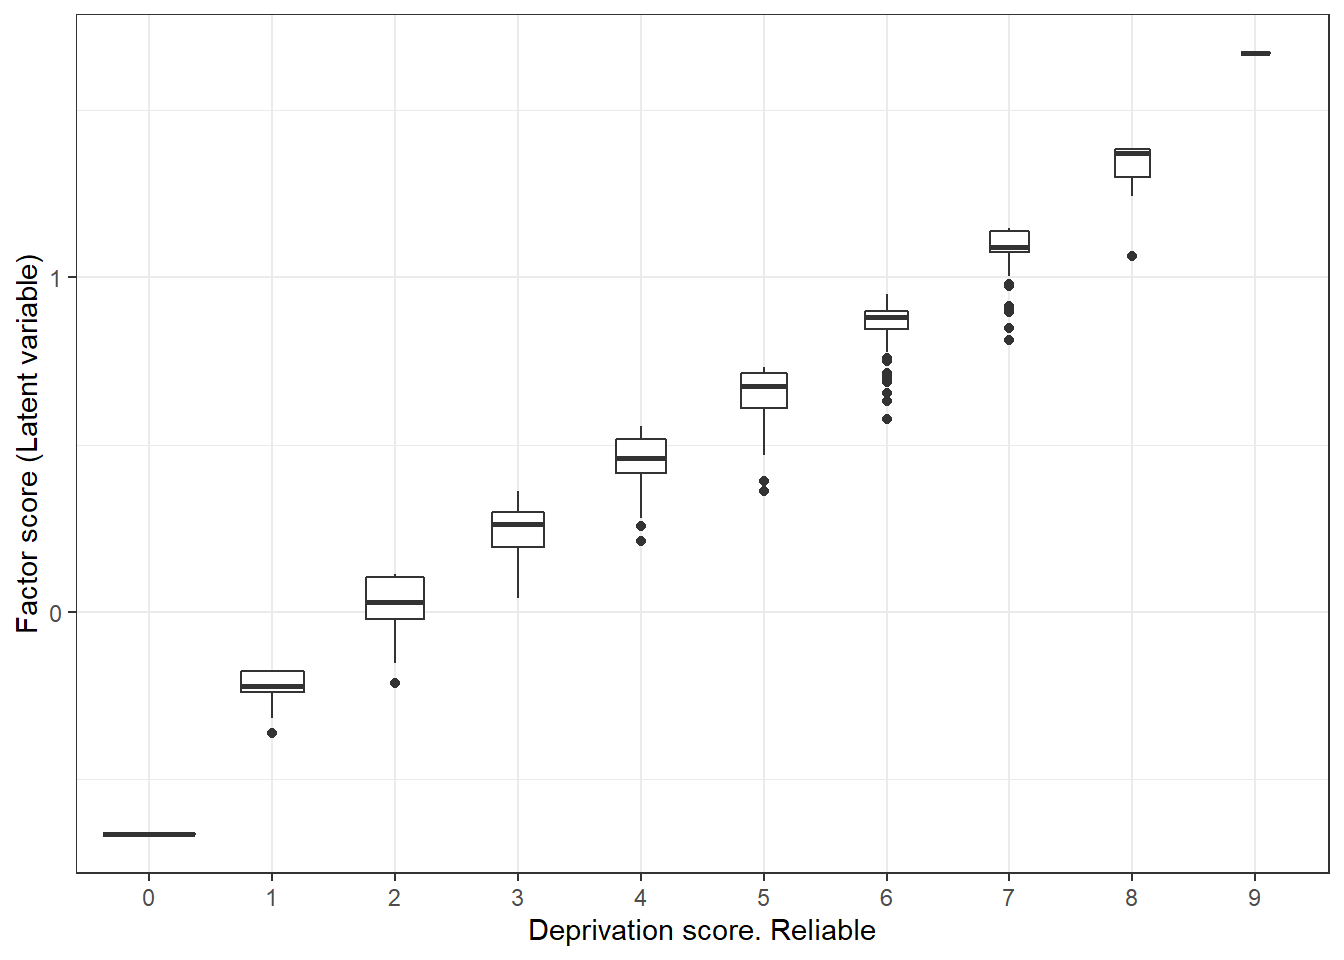 Factor score (Latent variable)
1
0
0 1 2 3 4 5 6 7 8 9
Deprivation score. Reliable